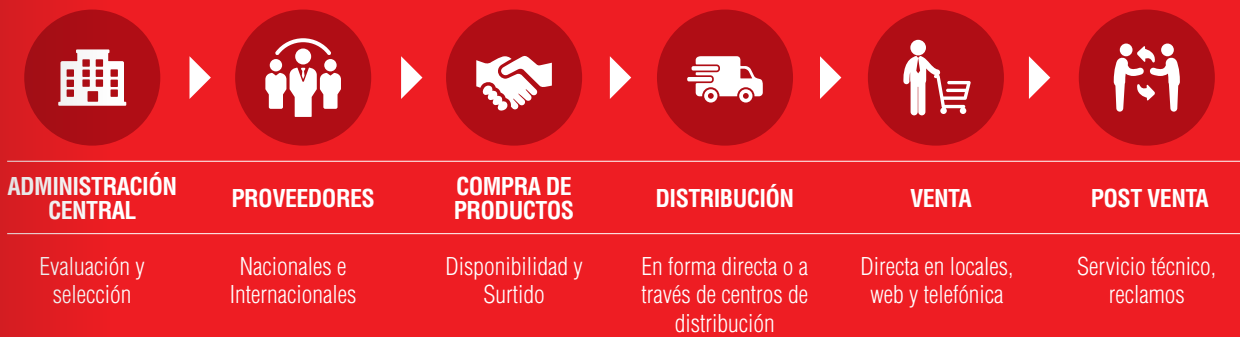 ADMINISTRACIÓN
CENTRAL
PROVEEDORES
COMPRA DE
PRODUCTOS
DISTRIBUCIÓN
VENTA
POST VENTA
Evaluación y
selección
Nacionales e
Internacionales
Disponibilidad y
Surtido
En forma directa o a
través de centros de
distribución
Directa en locales,
web y telefónica
Servicio técnico,
reclamos